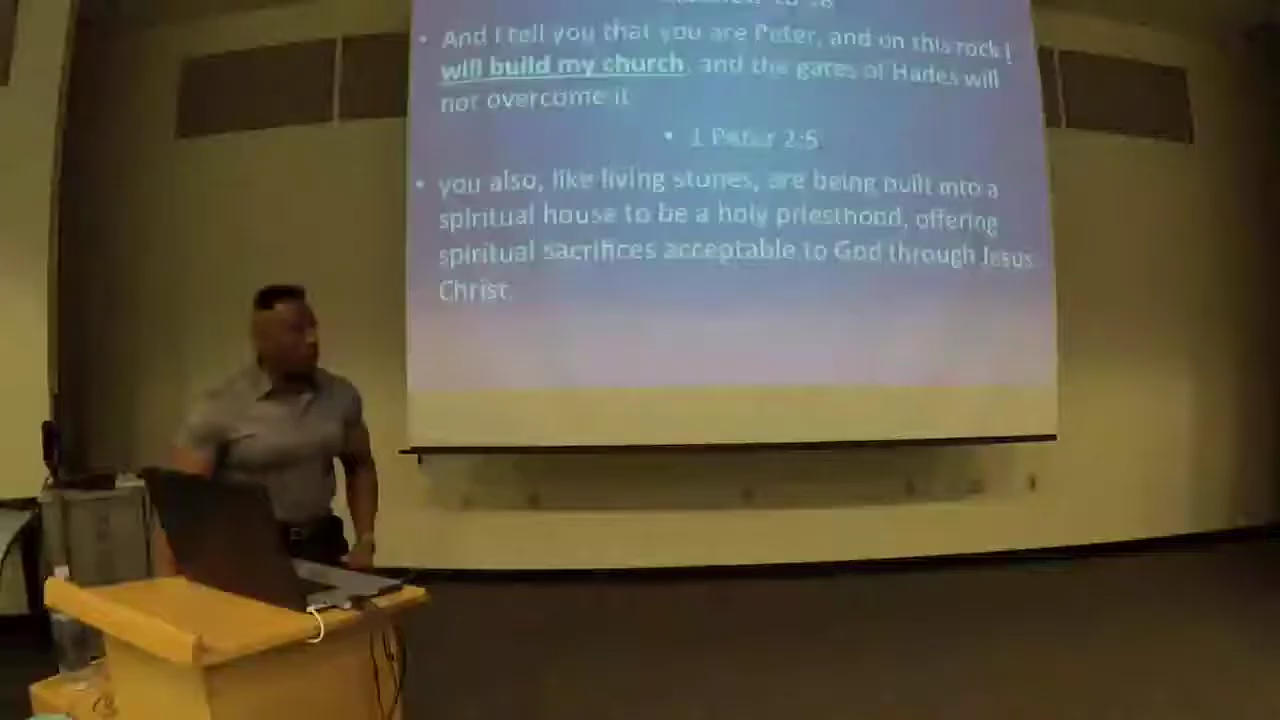 • And I tell you that you are Peter, and on this rock I
will build my church, and the gates of Hades will
not overcome it
• 1 Peter 2:5
• you also, like living stones, are being built into a
spiritual house to be a holy priesthood, offering
spiritual sacrifices acceptable to God through Jesus
Christ.